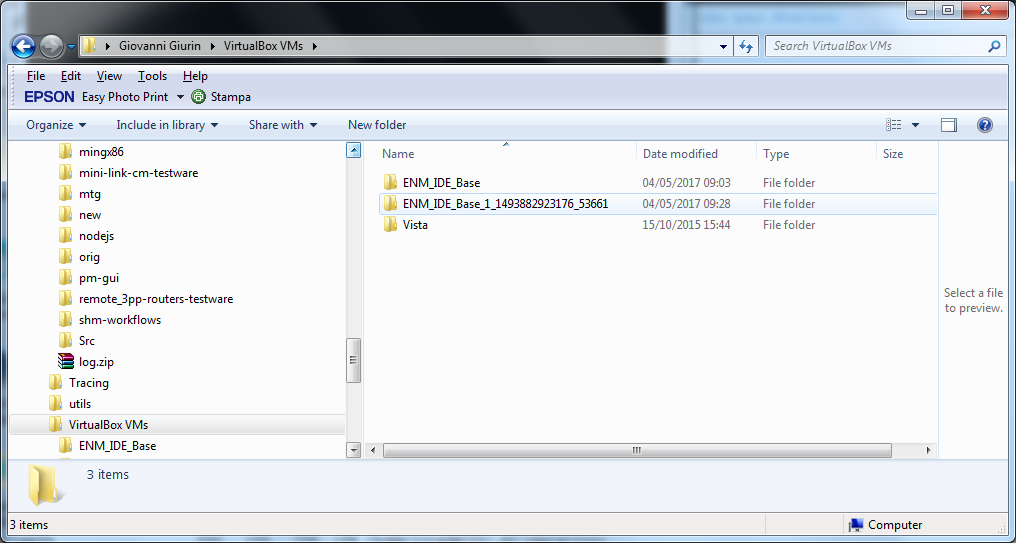 Giovanni Giurin VirtualBox VMs Search VirtualBox VMs
File Edit View Tools Help
EPSON Easy Photo Print Stampa
Organize Include in library Share with New folder
mingx86
mini-link-cm-testware
mtg
new
nodejs
orig
pm-gui
remote_3pp-routers-testware
shm-workflows
Src
log.zip
Tracing
utils
VirtualBox VMs
ENM_IDE_Base
Name Date modified Type Size
ENM_IDE_Base 04/05/2017 09:03 File folder
ENM_IDE_Base_1_1493882923176_53661 04/05/2017 09:28 File folder
Vista 15/10/2015 15:44 File folder
Select a file
to preview.
3 items
3 items Computer